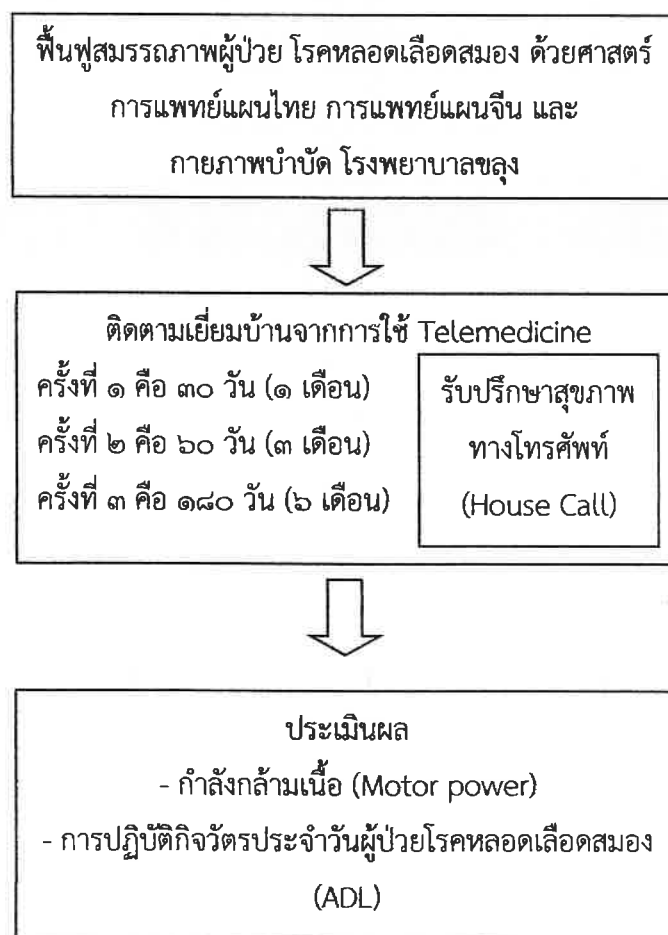 ฟื้นฟูสมรรถภาพผู้ป่วย โรคหลอดเลือดสมอง ด้วยศาสตร์
การแพทย์แผนไทย การแพทย์แผนจีน และ
กายภาพบำบัด โรงพยาบาลขลุง
ติดตามเยี่ยมบ้านจากการใช้ Telemedicine
ครั้งที่ ๑ คือ ๓๐ วัน (๑ เดือน)
ครั้งที่ ๒ คือ ๖๐ วัน (๓ เดือน)
ครั้งที่ ๓ คือ ๑๘๐ วัน (๖ เดือน)
รับปรึกษาสุขภาพ
ทางโทรศัพท์
(House Call)
ประเมินผล
- กำลังกล้ามเนื้อ (Motor power)
- การปฏิบัติกิจวัตรประจำวันผู้ป่วยโรคหลอดเลือดสมอง
(ADL)